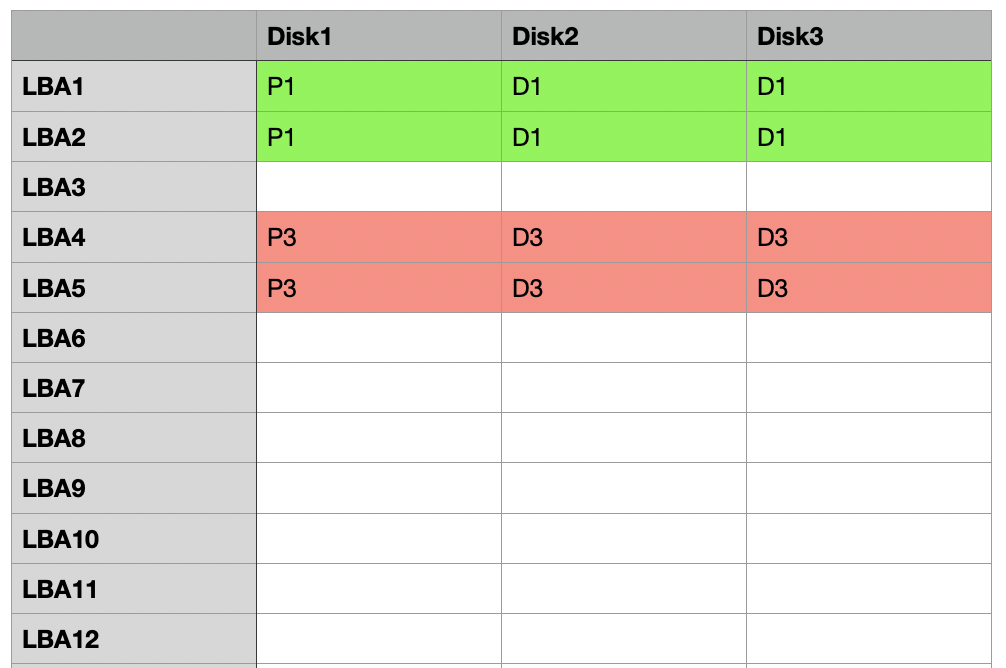 Disk1 Disk2 Disk3
LBA1 P1 D1 D1
LBA2 P1 D1 D1
LBA3
LBA4 P3 D3 D3
LBA5 P3 D3 D3
LBA6
LBA7
LBA8
LBA9
LBA10
LBA11
LBA12